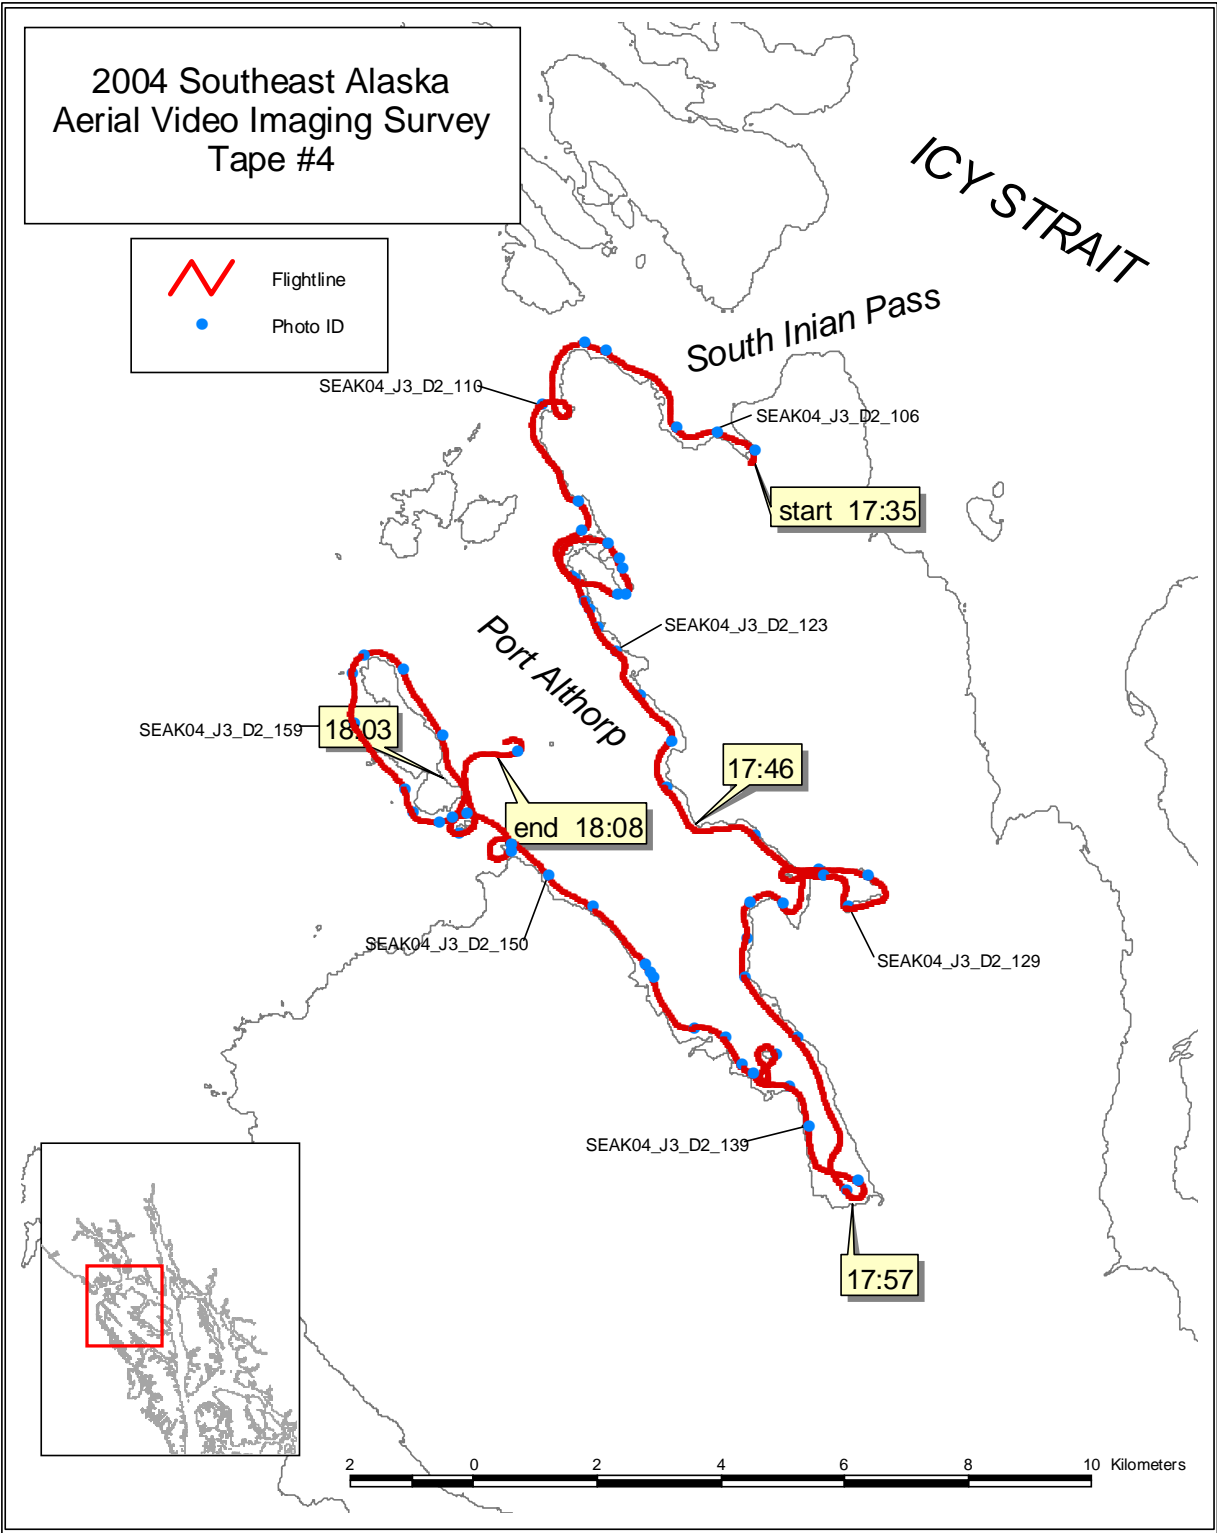 2004 Southeast Alaska
Aerial Video Imaging Survey
Tape #4
Flightline
Photo ID
ICY STRAIT
South Inian Pass
SEAK04_J3_D2_110
SEAK04_J3_D2_106
start 17:35
SEAK04_J3_D2_123
Port Althorp
SEAK04_J3_D2_159
18:03
17:46
end 18:08
SEAK04_J3_D2_150
SEAK04_J3_D2_129
SEAK04_J3_D2_139
17:57
2 0 2 4 6 8 10 Kilometers